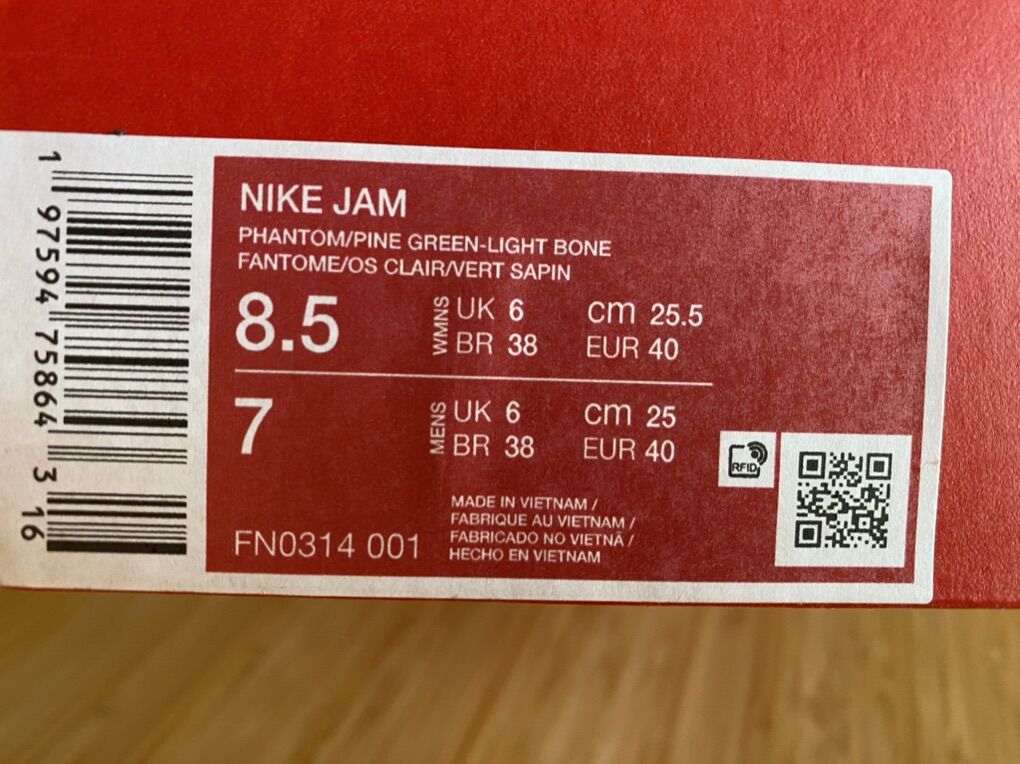 1 97594 75864 3 16
NIKE JAM
PHANTOM/PINE GREEN-LIGHT BONE
FANTOME/OS CLAIR/VERT SAPIN
8.5 WMNS UK 6 cm 25.5
BR 38 EUR 40
7 MENS UK 6 cm 25
BR 38 EUR 40
RFID
MADE IN VIETNAM /
FABRIQUE AU VIETNAM /
FABRICADO NO VIETNÃ /
HECHO EN VIETNAM
FN0314 001